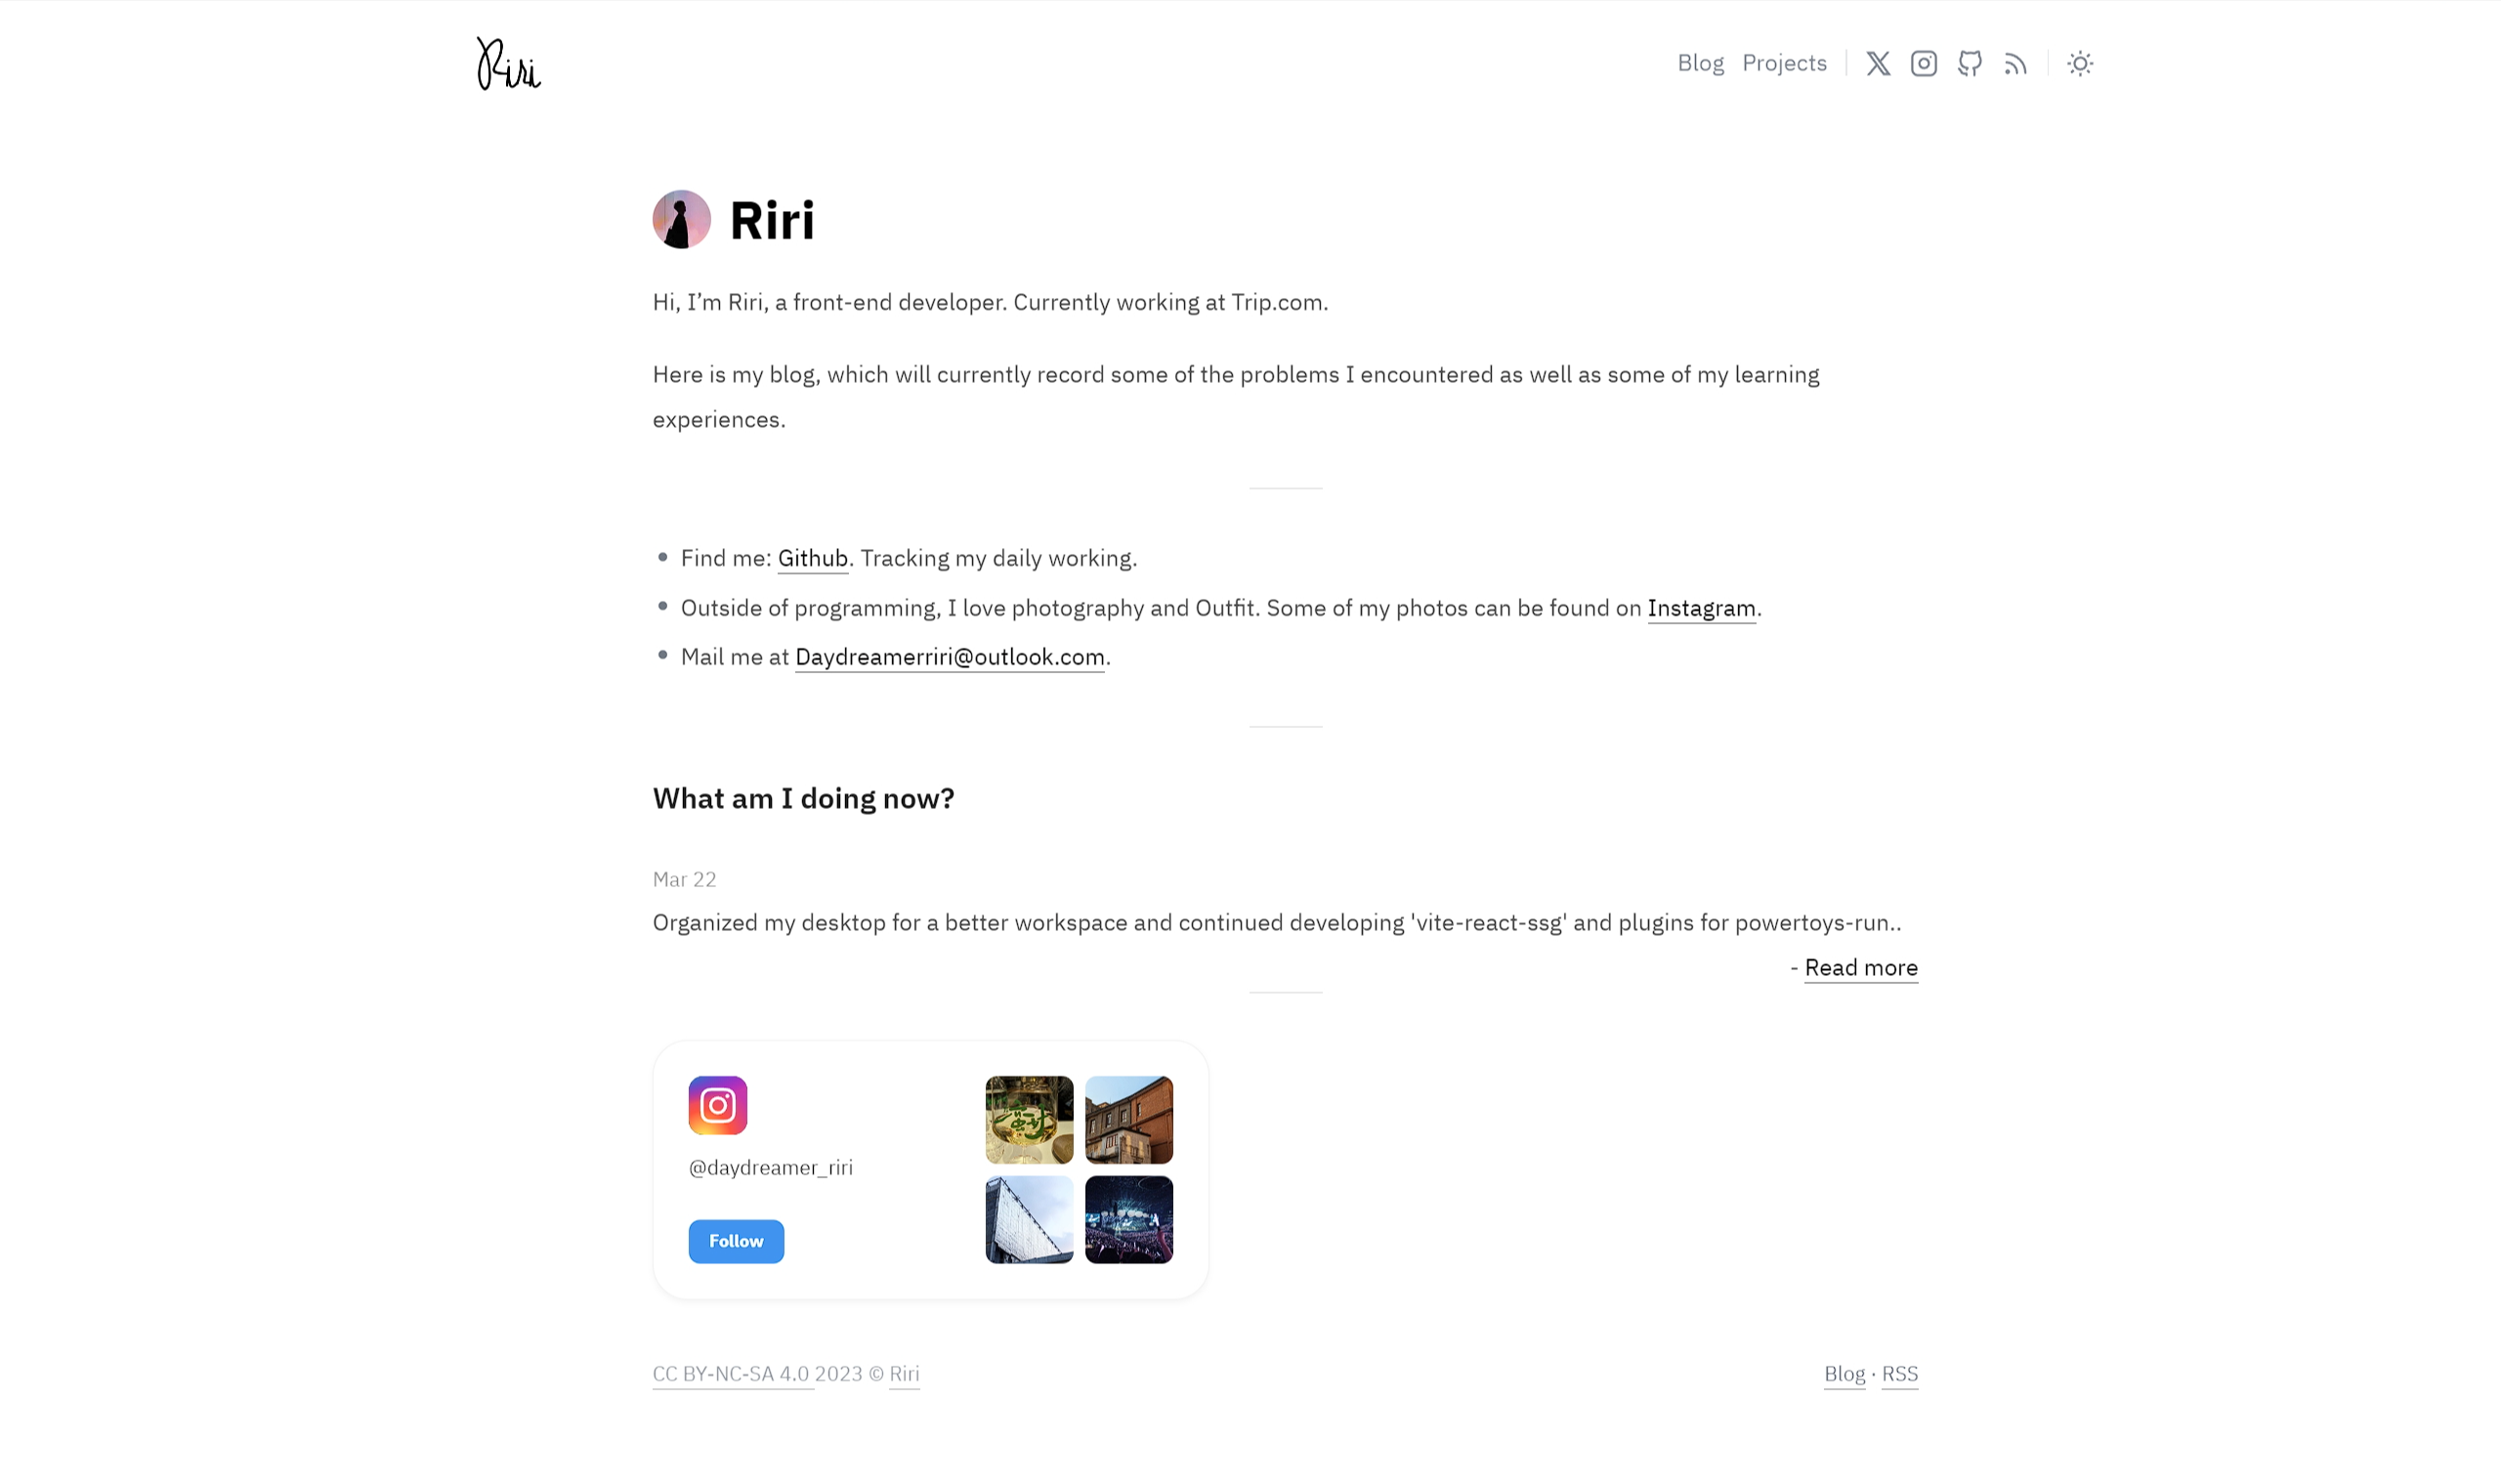 Riri
Blog Projects
Riri
Hi, I’m Riri, a front-end developer. Currently working at Trip.com.
Here is my blog, which will currently record some of the problems I encountered as well as some of my learning
experiences.
Find me: Github. Tracking my daily working.
Outside of programming, I love photography and Outfit. Some of my photos can be found on Instagram.
Mail me at Daydreamerriri@outlook.com.
What am I doing now?
Mar 22
Organized my desktop for a better workspace and continued developing 'vite-react-ssg' and plugins for powertoys-run..
- Read more
@daydreamer_riri
Follow
CC BY-NC-SA 4.0 2023 © Riri
Blog · RSS